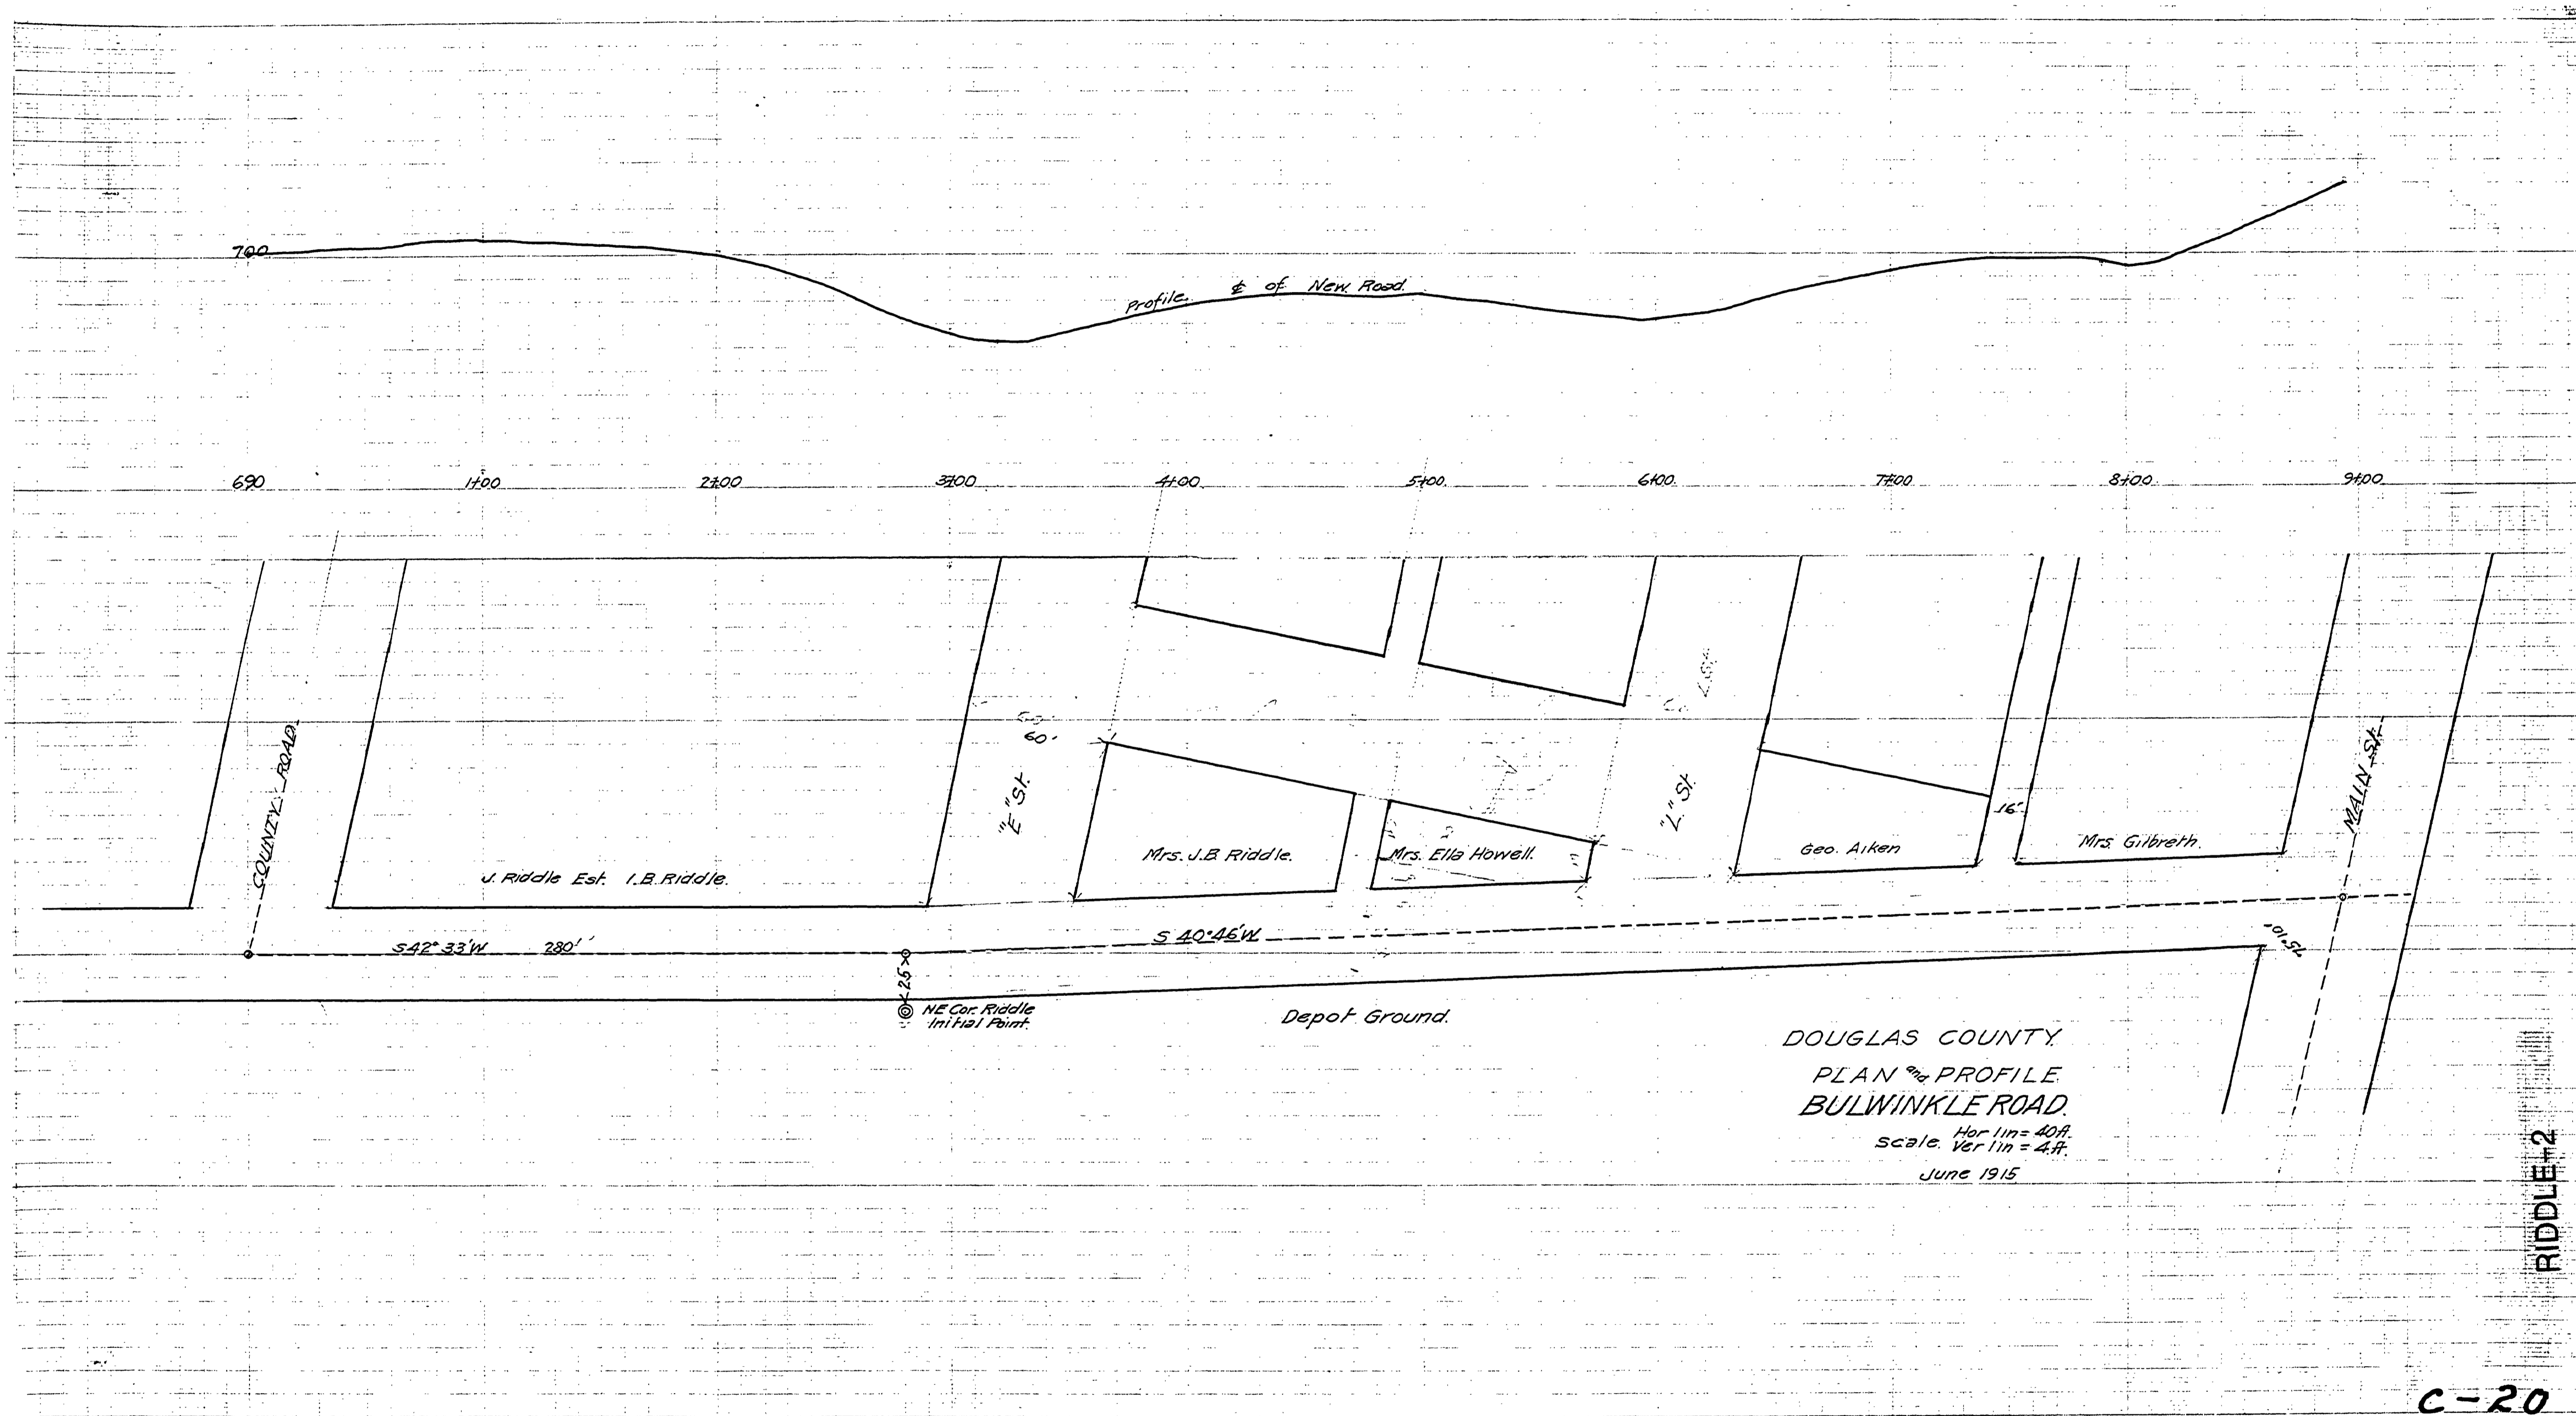 700
Profile ₵ of New Road.
690 1+00 2+00 3+00 4+00 5+00 6+00 7+00 8+00 9+00
COUNTY ROAD
J. Riddle Est. I.B. Riddle.
60'
"E" St.
Mrs. J.B. Riddle.
Mrs. Ella Howell.
"L" St.
Geo. Aiken
16'
Mrs. Gilbreth.
MAIN St.
S 42° 33' W 280'
S 40° 46' W
25
75° 10'
NE Cor. Riddle
Initial Point.
Depot Ground.
DOUGLAS COUNTY
PLAN and PROFILE
BULWINKLE ROAD.
Scale. Hor 1in = 40ft.
Ver 1in = 4ft.
June 1915
RIDDLE-2
C-20